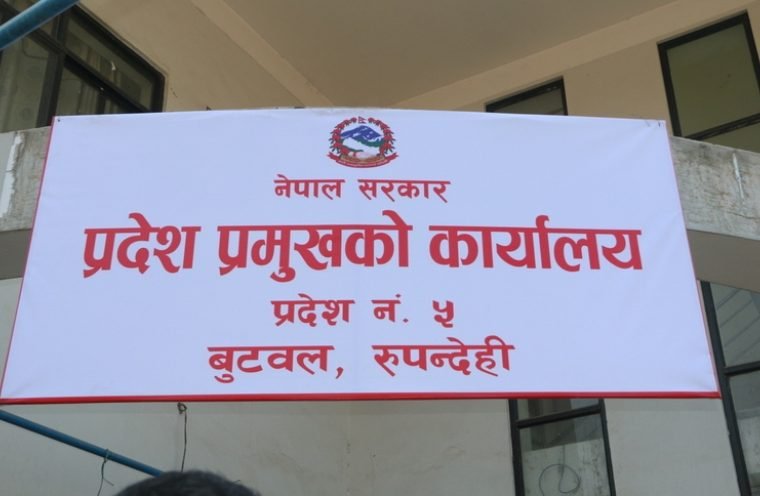 नेपाल सरकार
प्रदेश प्रमुखको कार्यालय
प्रदेश नं. ५
बुटवल, रुपन्देही